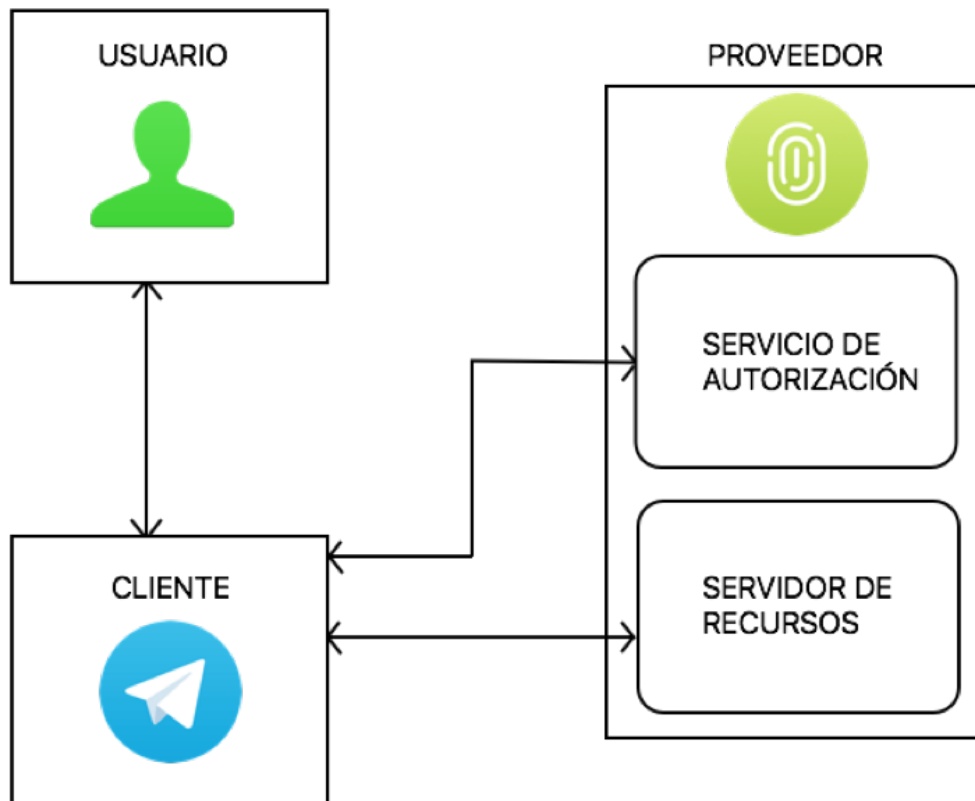 USUARIO
PROVEEDOR
SERVICIO DE
AUTORIZACIÓN
CLIENTE
SERVIDOR DE
RECURSOS